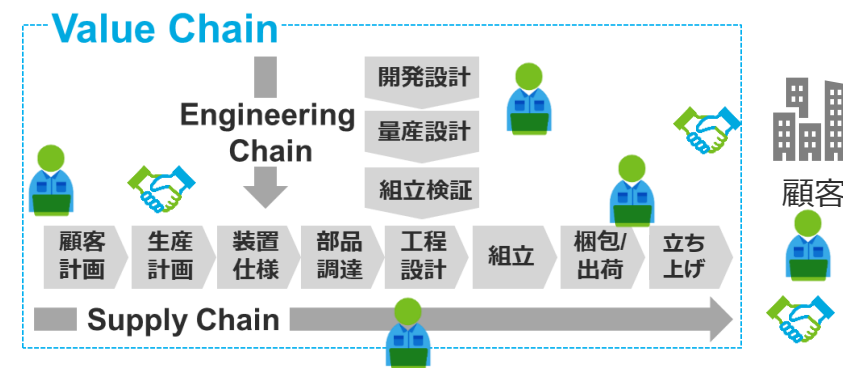 Value Chain
Engineering
Chain
開発設計
量産設計
組立検証
顧客
計画
生産
計画
装置
仕様
部品
調達
工程
設計
組立
梱包/
出荷
立ち
上げ
Supply Chain
顧客